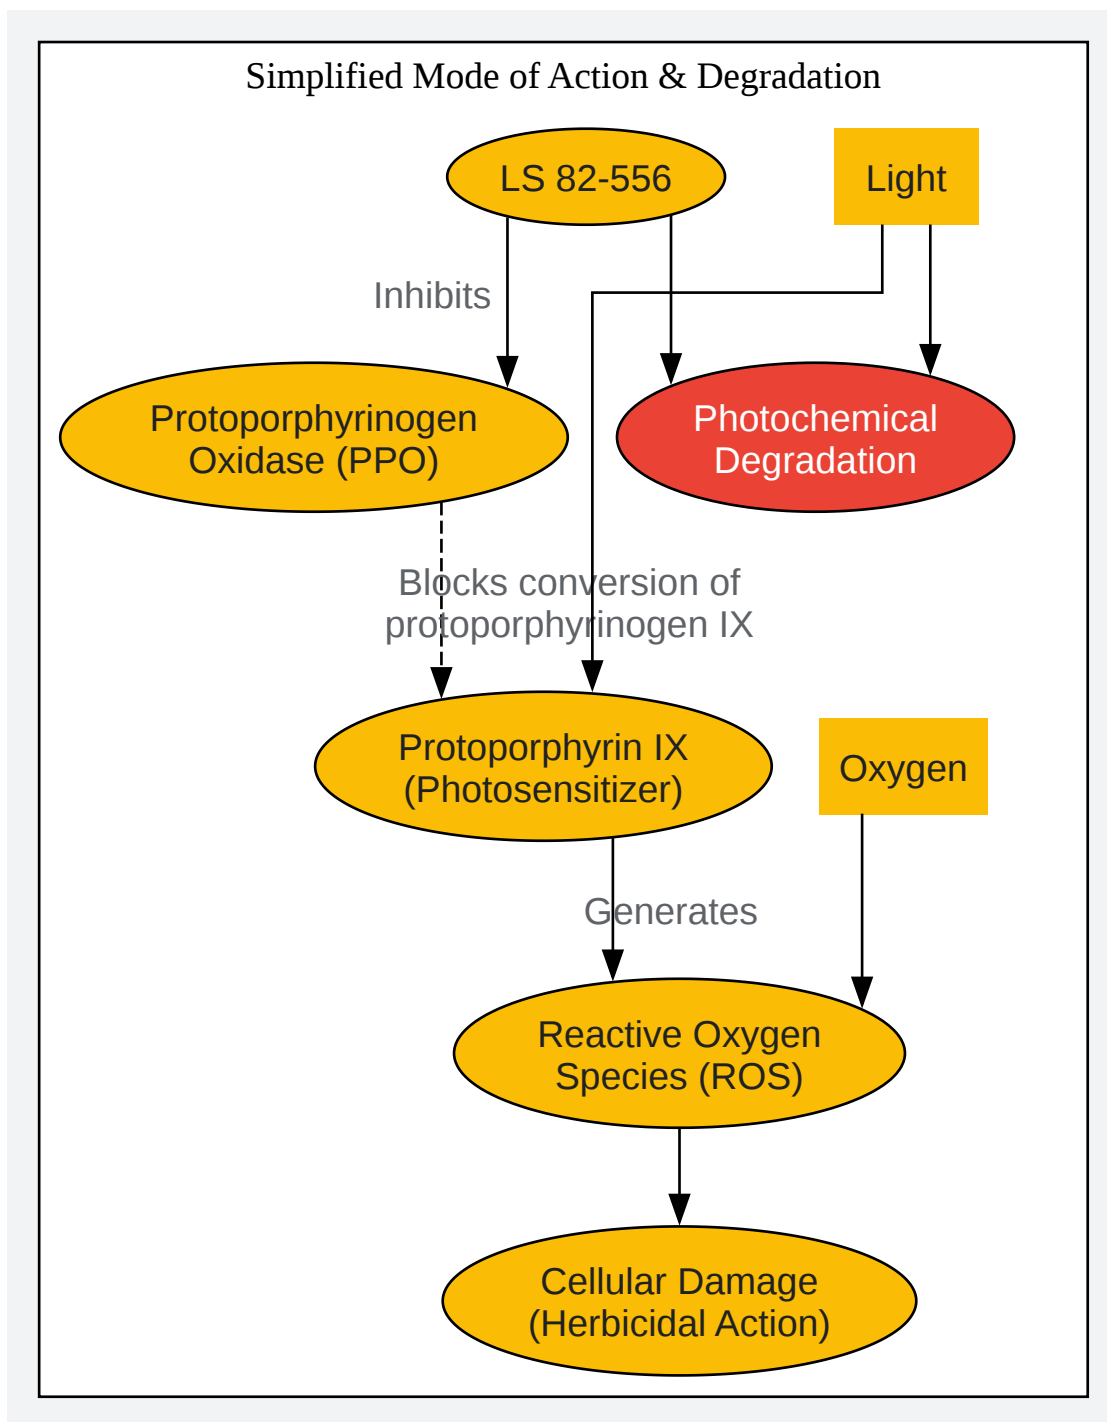 Simplified Mode of Action & Degradation
LS 82-556
Light
Inhibits
Protoporphyrinogen
Oxidase (PPO)
Photochemical
Degradation
Blocks conversion of
protoporphyrinogen IX
Protoporphyrin IX
(Photosensitizer)
Oxygen
Generates
Reactive Oxygen
Species (ROS)
Cellular Damage
(Herbicidal Action)